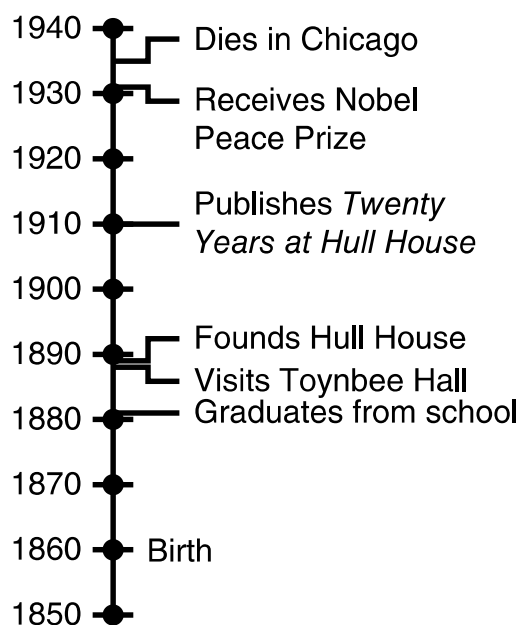 1940
Dies in Chicago
1930
Receives Nobel
Peace Prize
1920
1910
Publishes Twenty
Years at Hull House
1900
1890
Founds Hull House
Visits Toynbee Hall
1880
Graduates from school
1870
1860
Birth
1850